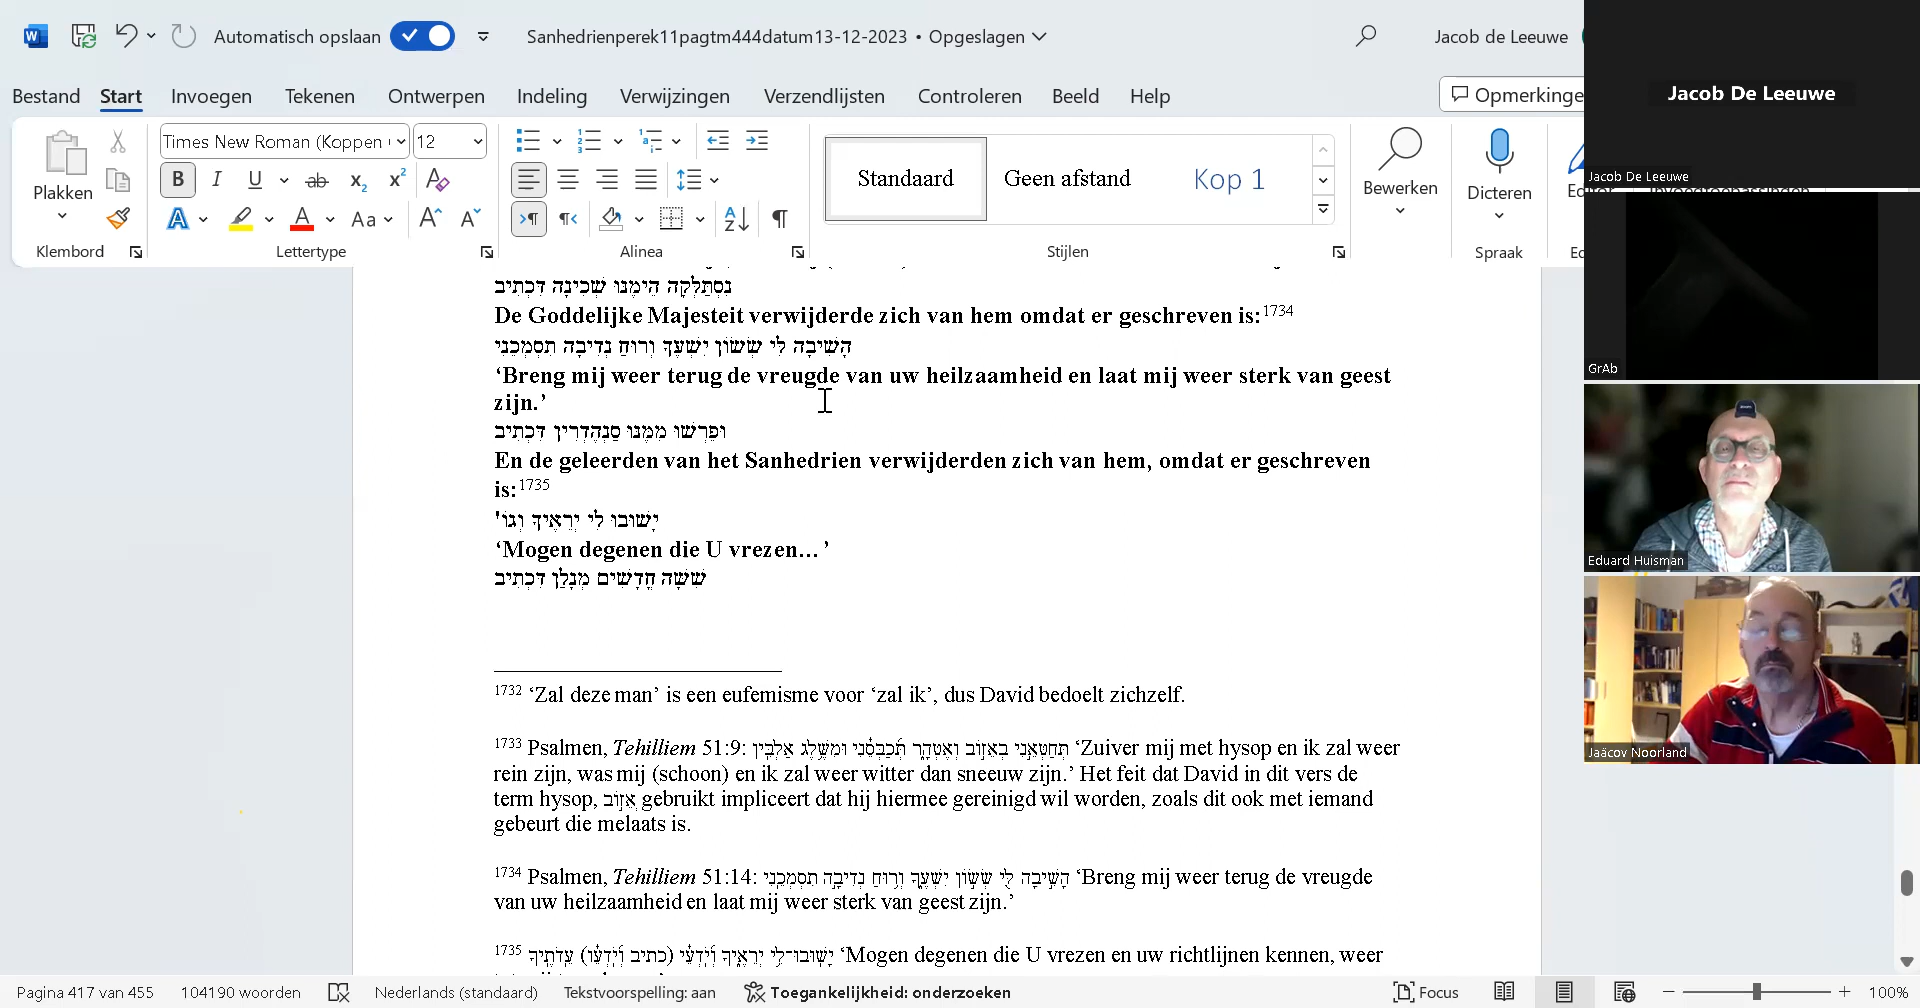 Automatisch opslaan
Sanhedrienperek11pagtm444datum13-12-2023 • Opgeslagen
Jacob de Leeuwe
Bestand Start Invoegen Tekenen Ontwerpen Indeling Verwijzingen Verzendlijsten Controleren Beeld Help
Opmerkinge
Plakken
Klembord
Times New Roman (Koppen
12
Lettertype
Alinea
Standaard
Geen afstand
Kop 1
Stijlen
Bewerken
Dicteren
Spraak
נִסְתַּלְּקָה הֵימֶנּוּ שְׁכִינָה דִּכְתִיב
De Goddelijke Majesteit verwijderde zich van hem omdat er geschreven is:1734
הָשִׁיבָה לִּי שְׂשׂוֹן יִשְׁעֶךָ וְרוּחַ נְדִיבָה תִסְמְכֵנִי
‘Breng mij weer terug de vreugde van uw heilzaamheid en laat mij weer sterk van geest
zijn.’
וּפֵרְשׁוּ מִמֶּנּוּ סַנְהֶדְרִין דִּכְתִיב
En de geleerden van het Sanhedrien verwijderden zich van hem, omdat er geschreven
is:1735
יָשׁוּבוּ לִי יְרֵאֶיךָ וְגוֹ'
‘Mogen degenen die U vrezen…’
שִׁשָּׁה חֳדָשִׁים מְנָלַן דִּכְתִיב
1732 ‘Zal deze man’ is een eufemisme voor ‘zal ik’, dus David bedoelt zichzelf.
1733 Psalmen, Tehilliem 51:9: תְּחַטְּאֵ֣נִי בְאֵז֣וֹב וְאֶטְהָ֑ר תְּ֝כַבְּסֵ֗נִי וּמִשֶּׁ֥לֶג אַלְבִּֽין ‘Zuiver mij met hysop en ik zal weer
rein zijn, was mij (schoon) en ik zal weer witter dan sneeuw zijn.’ Het feit dat David in dit vers de
term hysop, אֵז֣וֹב gebruikt impliceert dat hij hiermee gereinigd wil worden, zoals dit ook met iemand
gebeurt die melaats is.
1734 Psalmen, Tehilliem 51:14: הָשִׁ֣יבָה לִּ֭י שְׂשׂ֣וֹן יִשְׁעֶ֑ךָ וְר֖וּחַ נְדִיבָ֣ה תִסְמְכֵֽנִי ‘Breng mij weer terug de vreugde
van uw heilzaamheid en laat mij weer sterk van geest zijn.’
1735 יָשׁ֣וּבוּ־לִ֣י יְרֵאֶ֑יךָ וְ֝יֹדְעֵ֗י (כתיב וְ֝יֹדְע֗וּ) עֵדֹתֶֽיךָ ‘Mogen degenen die U vrezen en uw richtlijnen kennen, weer
Jacob De Leeuwe
Jacob De Leeuwe
GrAb
Eduard Huisman
Jaäcov Noorland
Pagina 417 van 455 104190 woorden Nederlands (standaard) Tekstvoorspelling: aan Toegankelijkheid: onderzoeken Focus 100%